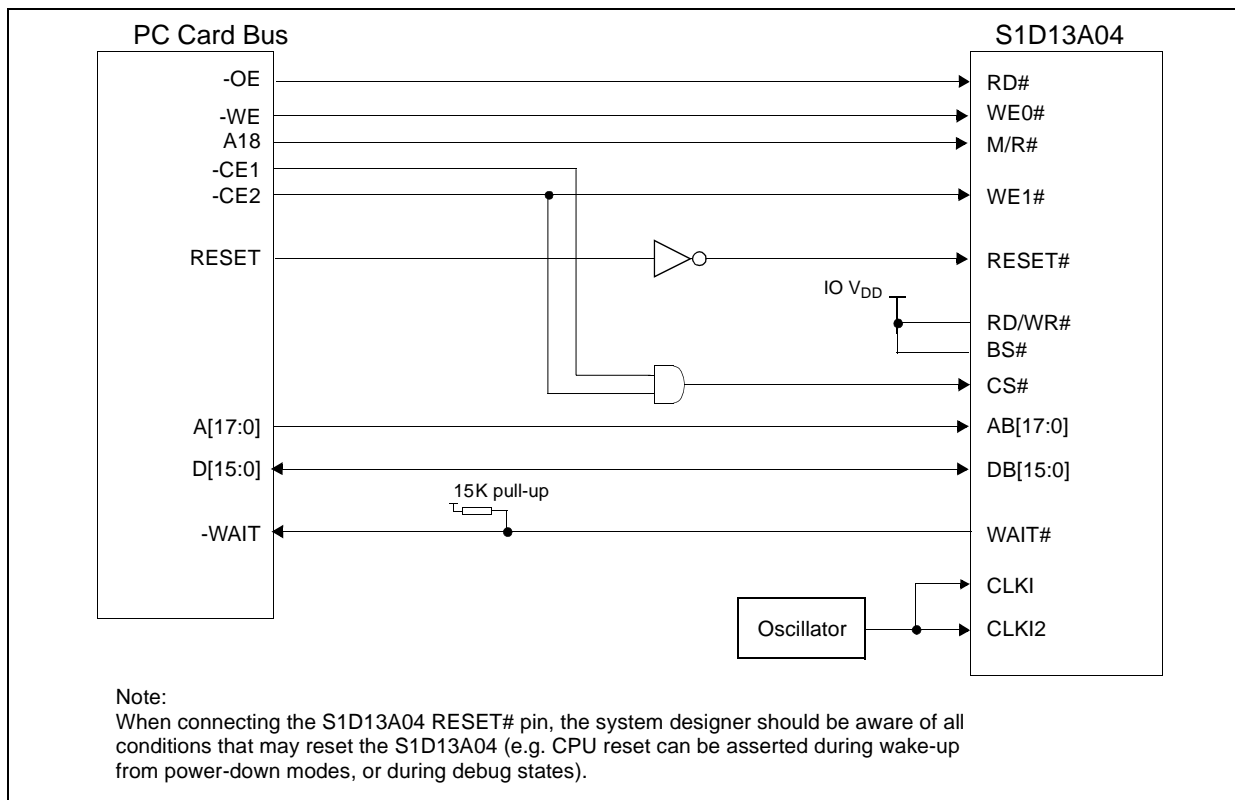 PC Card Bus
S1D13A04
-OE
RD#
-WE
WE0#
A18
M/R#
-CE1
-CE2
WE1#
RESET
RESET#
IO VDD
RD/WR#
BS#
CS#
A[17:0]
AB[17:0]
D[15:0]
DB[15:0]
15K pull-up
-WAIT
WAIT#
CLKI
Oscillator
CLKI2
Note:
When connecting the S1D13A04 RESET# pin, the system designer should be aware of all
conditions that may reset the S1D13A04 (e.g. CPU reset can be asserted during wake-up
from power-down modes, or during debug states).